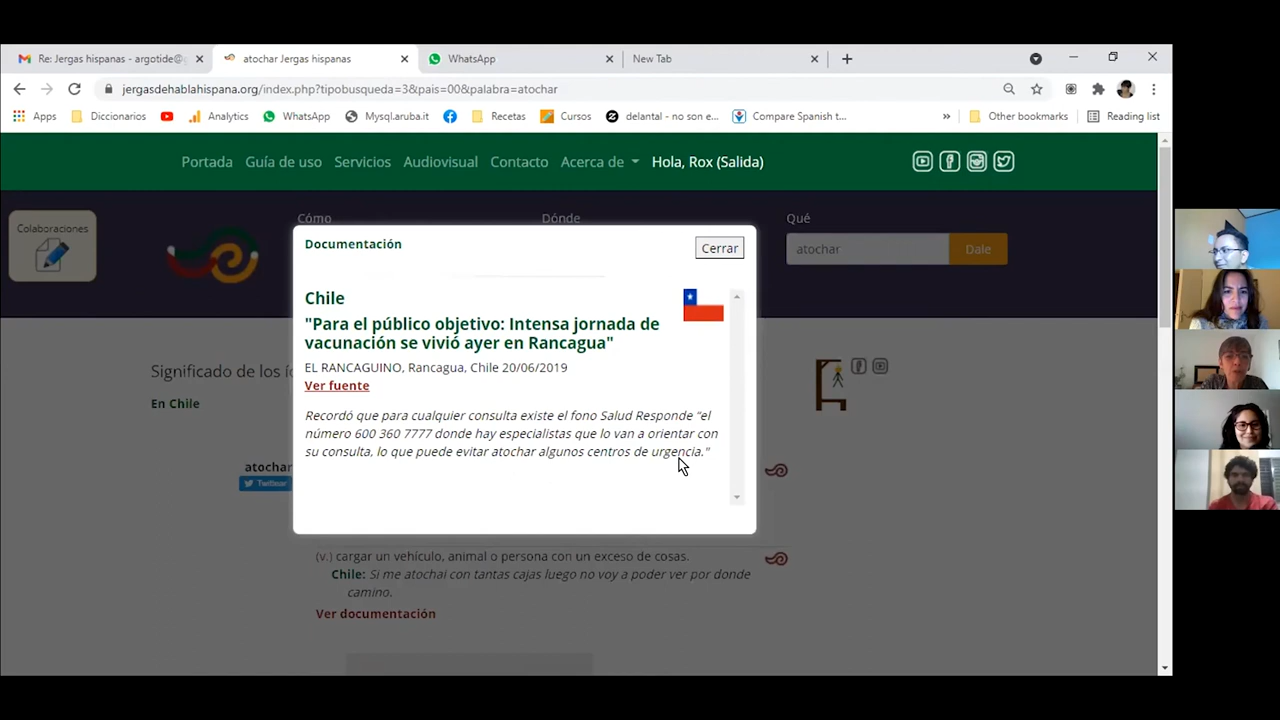 Re: Jergas hispanas - argotide@g
atochar Jergas hispanas
WhatsApp
New Tab
jergasdehablahispana.org/index.php?tipobusqueda=3&pais=00&palabra=atochar
Apps
Diccionarios
Analytics
WhatsApp
Mysql.aruba.it
Recetas
Cursos
delantal - no son e...
Compare Spanish t...
»
Other bookmarks
Reading list
Portada
Guía de uso
Servicios
Audiovisual
Contacto
Acerca de
Hola, Rox (Salida)
Colaboraciones
Cómo
Dónde
Qué
atochar
Dale
Documentación
Cerrar
Chile
"Para el público objetivo: Intensa jornada de
vacunación se vivió ayer en Rancagua"
EL RANCAGUINO, Rancagua, Chile 20/06/2019
Ver fuente
Recordó que para cualquier consulta existe el fono Salud Responde "el
número 600 360 7777 donde hay especialistas que lo van a orientar con
su consulta, lo que puede evitar atochar algunos centros de urgencia."
Significado de los
En Chile
atochar
Twittear
(v.) cargar un vehículo, animal o persona con un exceso de cosas.
Chile: Si me atochai con tantas cajas luego no voy a poder ver por donde
camino.
Ver documentación